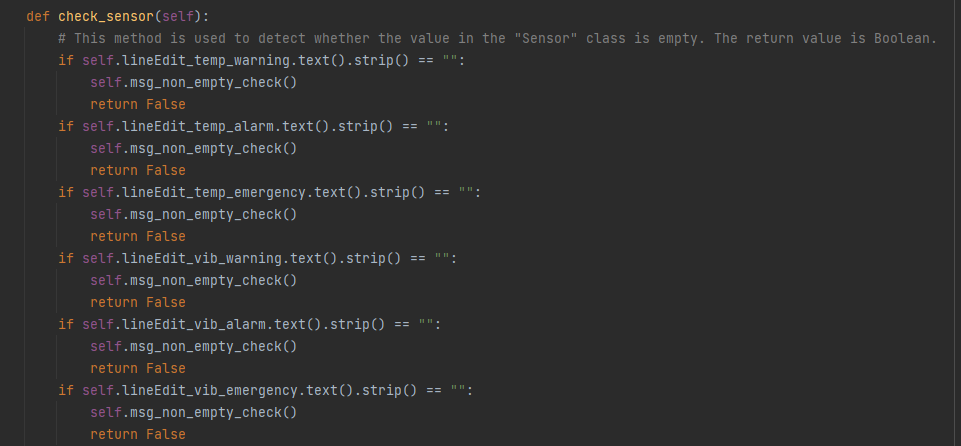 def check_sensor(self):
# This method is used to detect whether the value in the "Sensor" class is empty. The return value is Boolean.
if self.lineEdit_temp_warning.text().strip() == "":
self.msg_non_empty_check()
return False
if self.lineEdit_temp_alarm.text().strip() == "":
self.msg_non_empty_check()
return False
if self.lineEdit_temp_emergency.text().strip() == "":
self.msg_non_empty_check()
return False
if self.lineEdit_vib_warning.text().strip() == "":
self.msg_non_empty_check()
return False
if self.lineEdit_vib_alarm.text().strip() == "":
self.msg_non_empty_check()
return False
if self.lineEdit_vib_emergency.text().strip() == "":
self.msg_non_empty_check()
return False